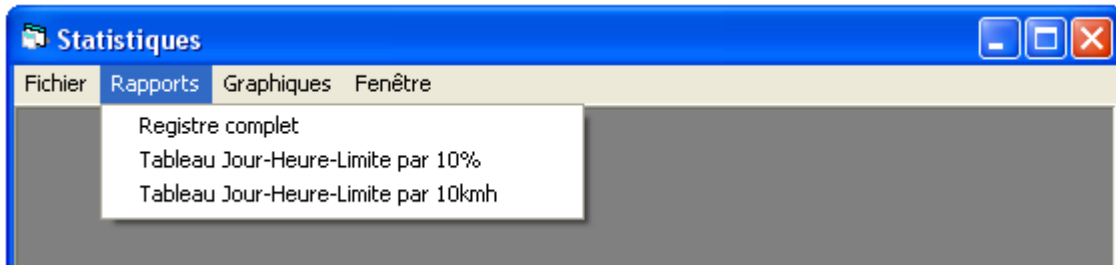 Statistiques
Fichier Rapports Graphiques Fenêtre
Registre complet
Tableau Jour-Heure-Limite par 10%
Tableau Jour-Heure-Limite par 10kmh